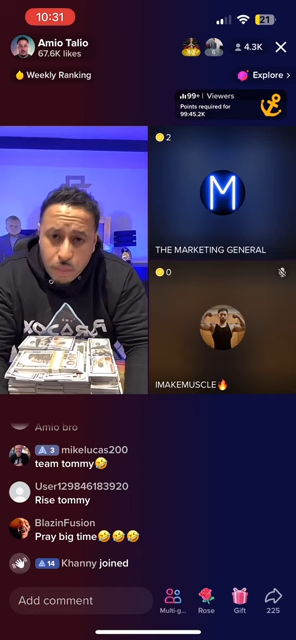 10:31
21
Amio Talio
67.6K likes
4.3K
Weekly Ranking
Explore >
99+ | Viewers
Points required for
99:45.2K
2
M
THE MARKETING GENERAL
0
IMAKEMUSCLE🔥
Amio bro
3 mikelucas200
team tommy🤣
User129846183920
Rise tommy
BlazinFusion
Pray big time🤣🤣🤣
14 Khanny joined
Add comment
Multi-g...
Rose
Gift
225